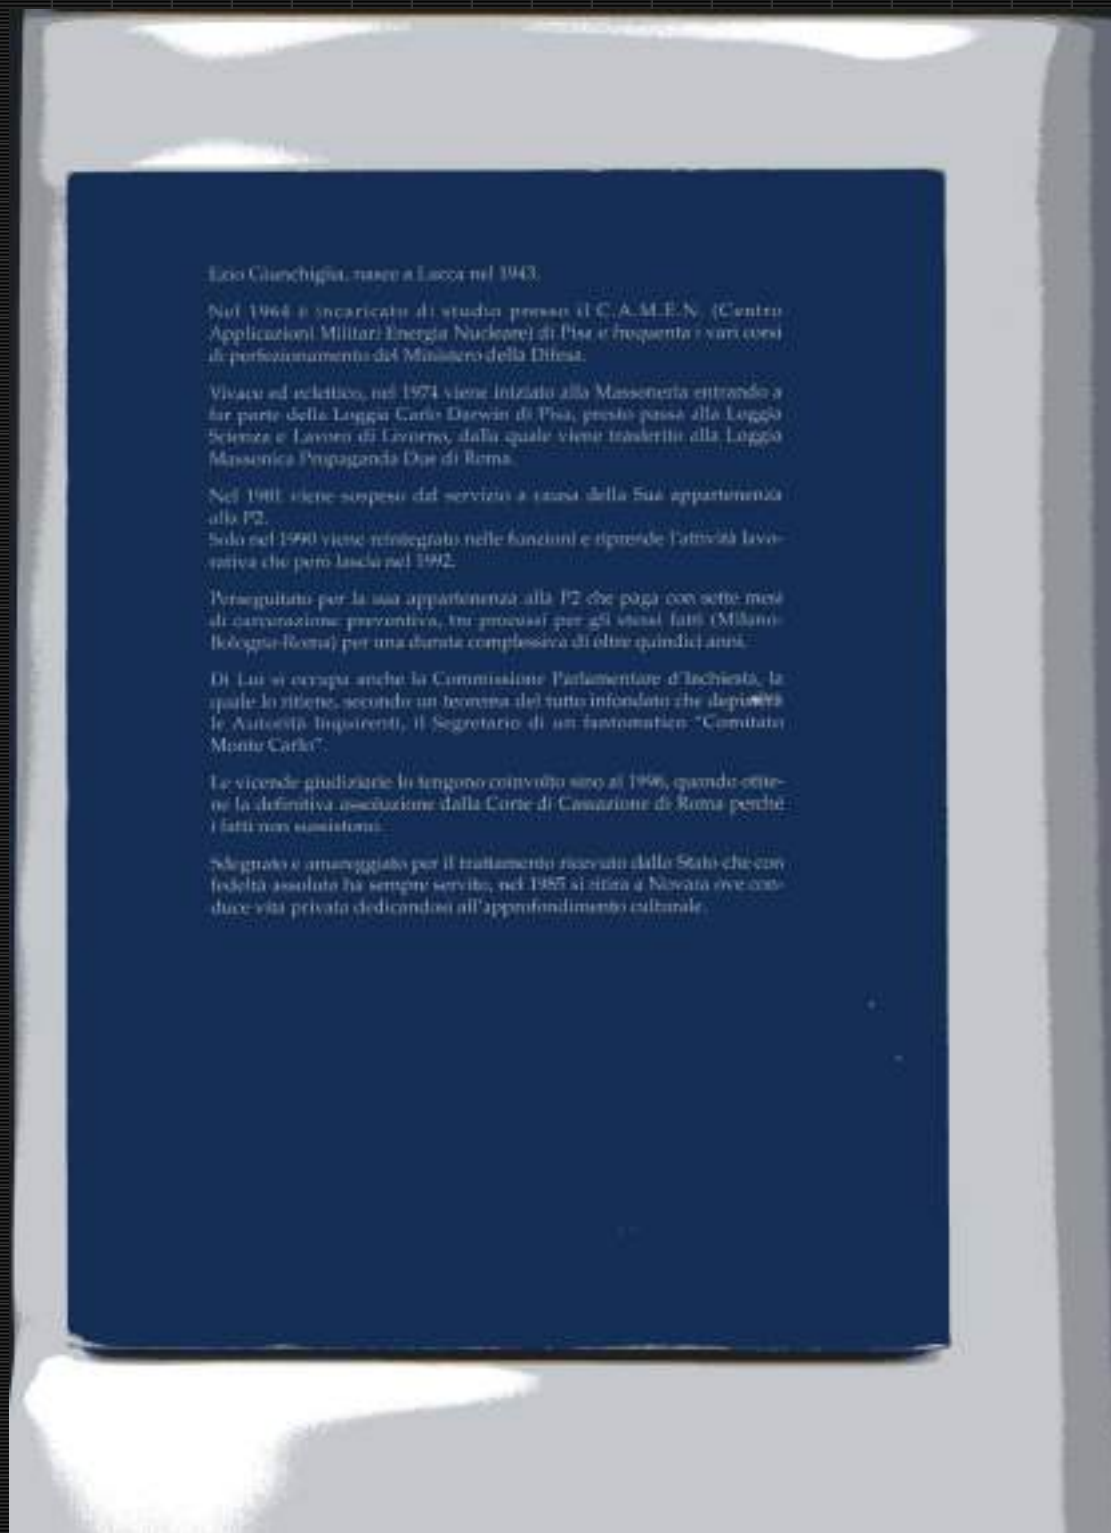 Ezio Giunchiglia, nasce a Lucca nel 1943.
Nel 1964 è incaricato di studio presso il C.A.M.E.N. (Centro
Applicazioni Militari Energia Nucleare) di Pisa e frequenta i vari corsi
di perfezionamento del Ministero della Difesa.
Vivace ed eclettico, nel 1974 viene iniziato alla Massoneria entrando a
far parte della Loggia Carlo Darwin di Pisa, presto passa alla Loggia
Scienza e Lavoro di Livorno, dalla quale viene trasferito alla Loggia
Massonica Propaganda Due di Roma.
Nel 1981 viene sospeso dal servizio a causa della Sua appartenenza
alla P2.
Solo nel 1990 viene reintegrato nelle funzioni e riprende l'attività lavo-
rativa che però lascia nel 1992.
Perseguitato per la sua appartenenza alla P2 che paga con sette mesi
di carcerazione preventiva, tre processi per gli stessi fatti (Milano-
Bologna-Roma) per una durata complessiva di oltre quindici anni.
Di Lui si occupa anche la Commissione Parlamentare d'Inchiesta, la
quale lo ritiene, secondo un teorema del tutto infondato che
le Autorità Inquirenti, il Segretario di un fantomatico "Comitato
Monte Carlo".
Le vicende giudiziarie lo tengono coinvolto sino al 1996, quando ottie-
ne la definitiva assoluzione dalla Corte di Cassazione di Roma perché
i fatti non sussistono.
Sdegnato e amareggiato per il trattamento ricevuto dallo Stato che con
fedeltà assoluta ha sempre servito, nel 1985 si ritira a Novara ove con-
duce vita privata dedicandosi all'approfondimento culturale.